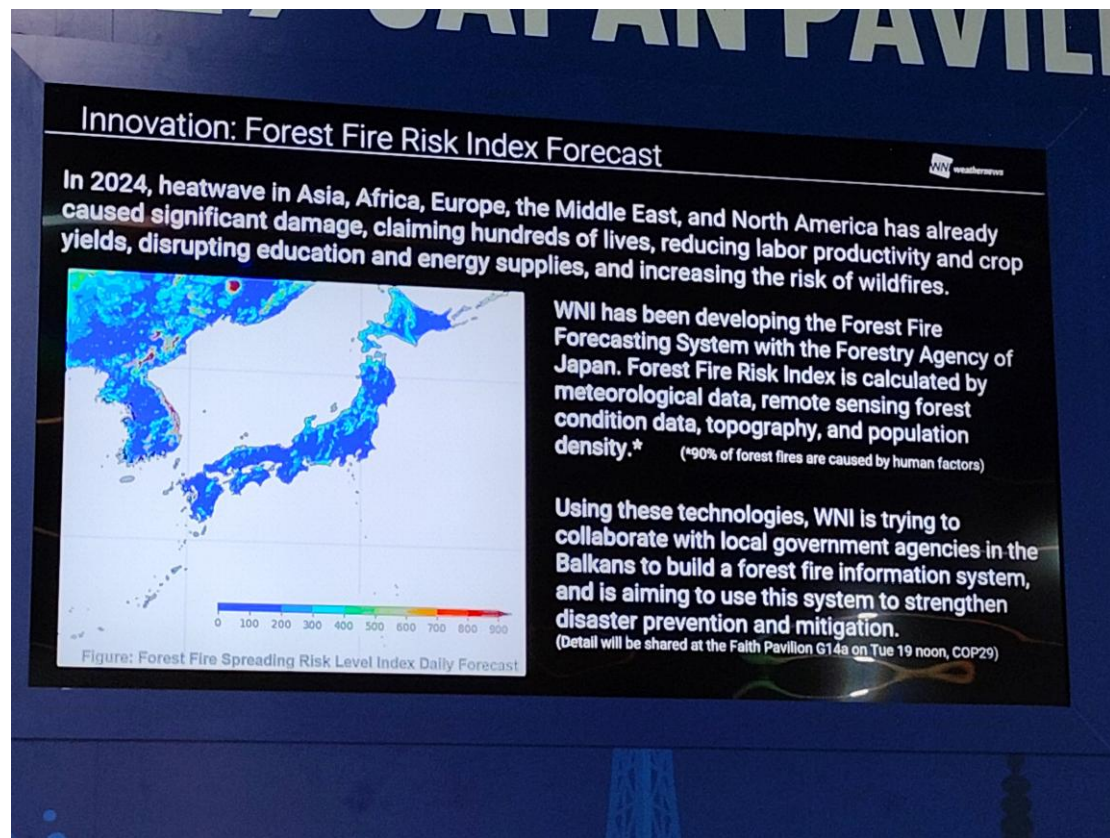 JAPAN PAVIL
Innovation: Forest Fire Risk Index Forecast
WNI weathernews
In 2024, heatwave in Asia, Africa, Europe, the Middle East, and North America has already
caused significant damage, claiming hundreds of lives, reducing labor productivity and crop
yields, disrupting education and energy supplies, and increasing the risk of wildfires.
WNI has been developing the Forest Fire
Forecasting System with the Forestry Agency of
Japan. Forest Fire Risk Index is calculated by
meteorological data, remote sensing forest
condition data, topography, and population
density.* (*90% of forest fires are caused by human factors)
Using these technologies, WNI is trying to
collaborate with local government agencies in the
Balkans to build a forest fire information system,
and is aiming to use this system to strengthen
disaster prevention and mitigation.
(Detail will be shared at the Faith Pavilion G14a on Tue 19 noon, COP29)
0 100 200 300 400 500 600 700 800 900
Figure: Forest Fire Spreading Risk Level Index Daily Forecast